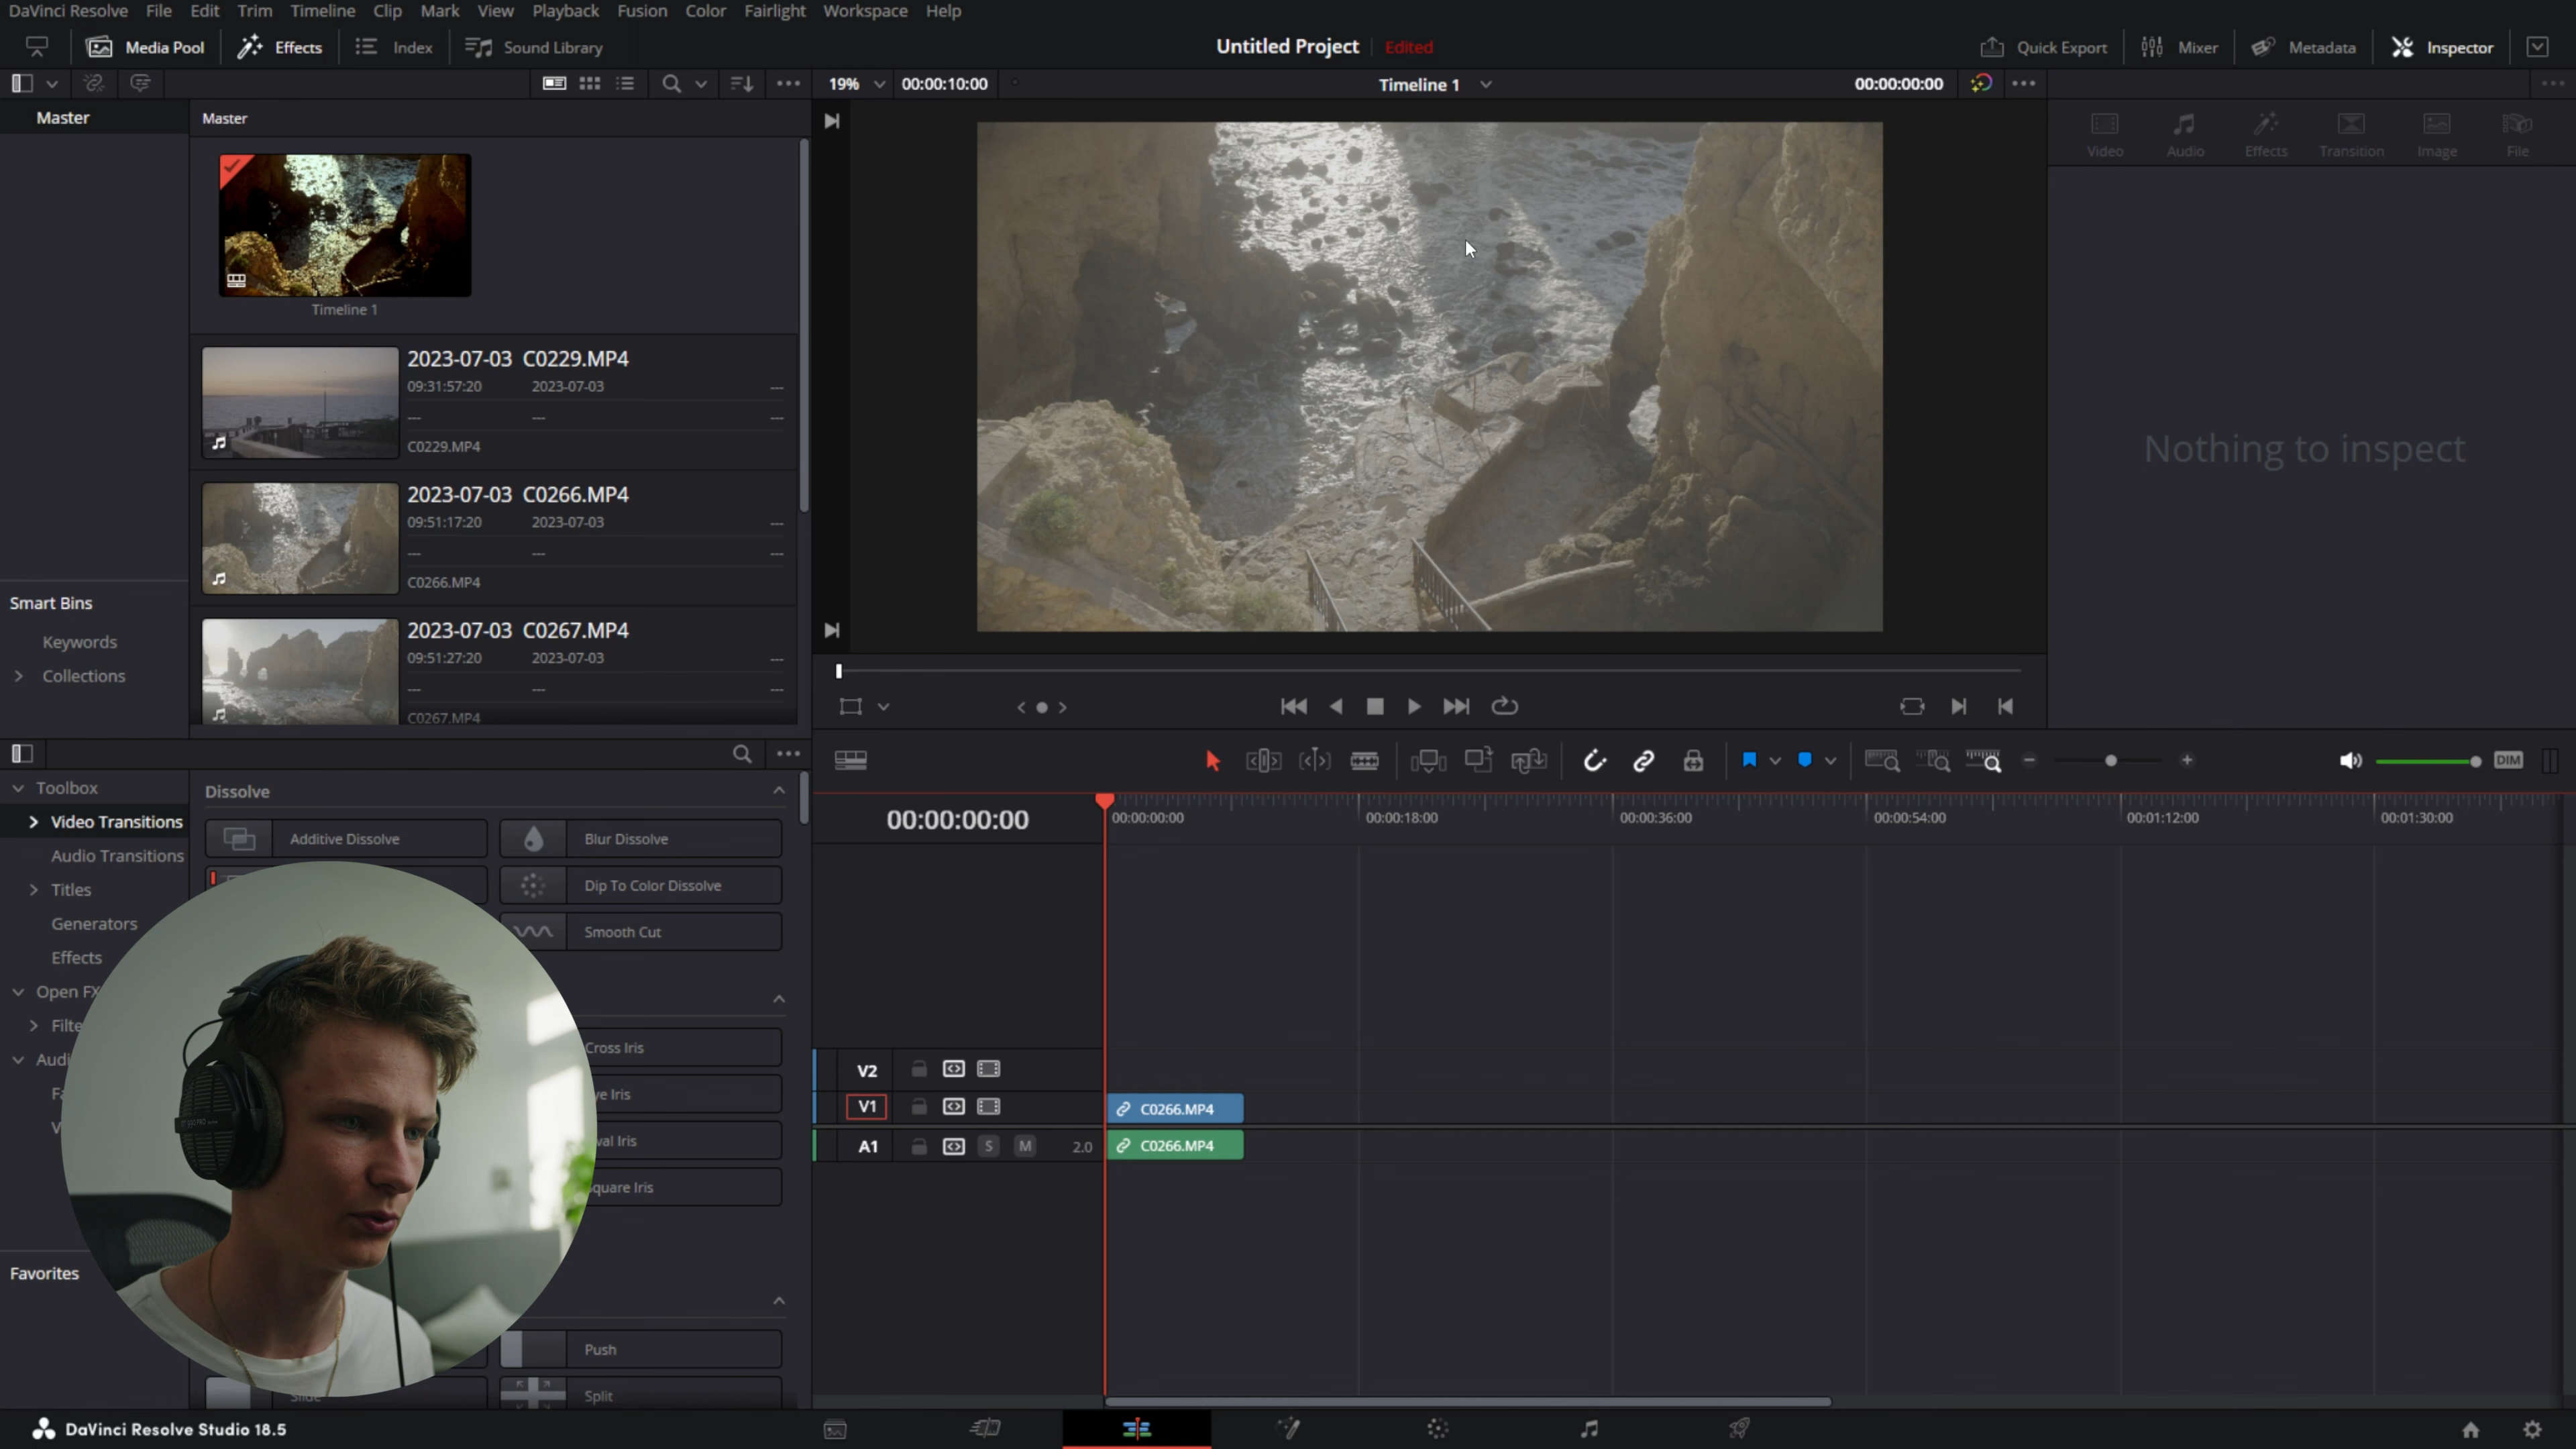 DaVinci Resolve File Edit Trim Timeline Clip Mark View Playback Fusion Color Fairlight Workspace Help
Media Pool Effects Index Sound Library Untitled Project Edited Quick Export Mixer Metadata Inspector
19% 00:00:10:00 Timeline 1 00:00:00:00
Master
Master
Video Audio Effects Transition Image File
Timeline 1
2023-07-03 C0229.MP4
09:31:57:20 2023-07-03 ---
--- --- ---
C0229.MP4
Nothing to inspect
2023-07-03 C0266.MP4
09:51:17:20 2023-07-03 ---
--- --- ---
C0266.MP4
Smart Bins
Keywords
Collections
2023-07-03 C0267.MP4
09:51:27:20 2023-07-03 ---
--- --- ---
C0267.MP4
DIM
Toolbox
Video Transitions
Audio Transitions
Titles
Generators
Effects
Open FX
Filte
Audi
Favorites
Dissolve
Additive Dissolve Blur Dissolve
Dip To Color Dissolve
Smooth Cut
Cross Iris
ye Iris
val Iris
quare Iris
Push
Slide Split
00:00:00:00
00:00:00:00 00:00:18:00 00:00:36:00 00:00:54:00 00:01:12:00 00:01:30:00
V2
V1 C0266.MP4
A1 S M 2.0 C0266.MP4
DaVinci Resolve Studio 18.5